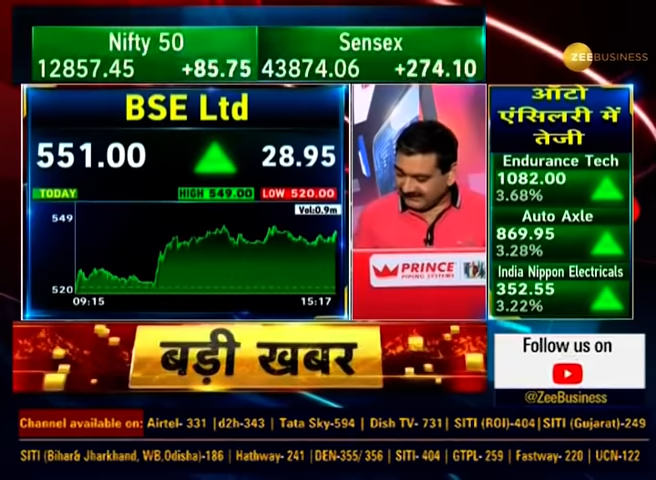 Nifty 50
12857.45 +85.75
Sensex
43874.06 +274.10
ZEEBUSINESS
BSE Ltd
551.00 28.95
TODAY HIGH 549.00 LOW 520.00
Vol:0.9m
549
520
09:15 15:17
PRINCE
PIPING SYSTEMS
ऑटो
एंसिलरी में
तेजी
Endurance Tech
1082.00
3.68%
Auto Axle
869.95
3.28%
India Nippon Electricals
352.55
3.22%
बड़ी खबर
Follow us on
@ZeeBusiness
Channel available on: Airtel- 331 |d2h-343 | Tata Sky-594 | Dish TV- 731| SITI (ROI)-404|SITI (Gujarat)-249
SITI (Bihar& Jharkhand, WB,Odisha)-186 | Hathway- 241 |DEN-355/ 356 | SITI- 404 | GTPL- 259 | Fastway- 220 | UCN-122